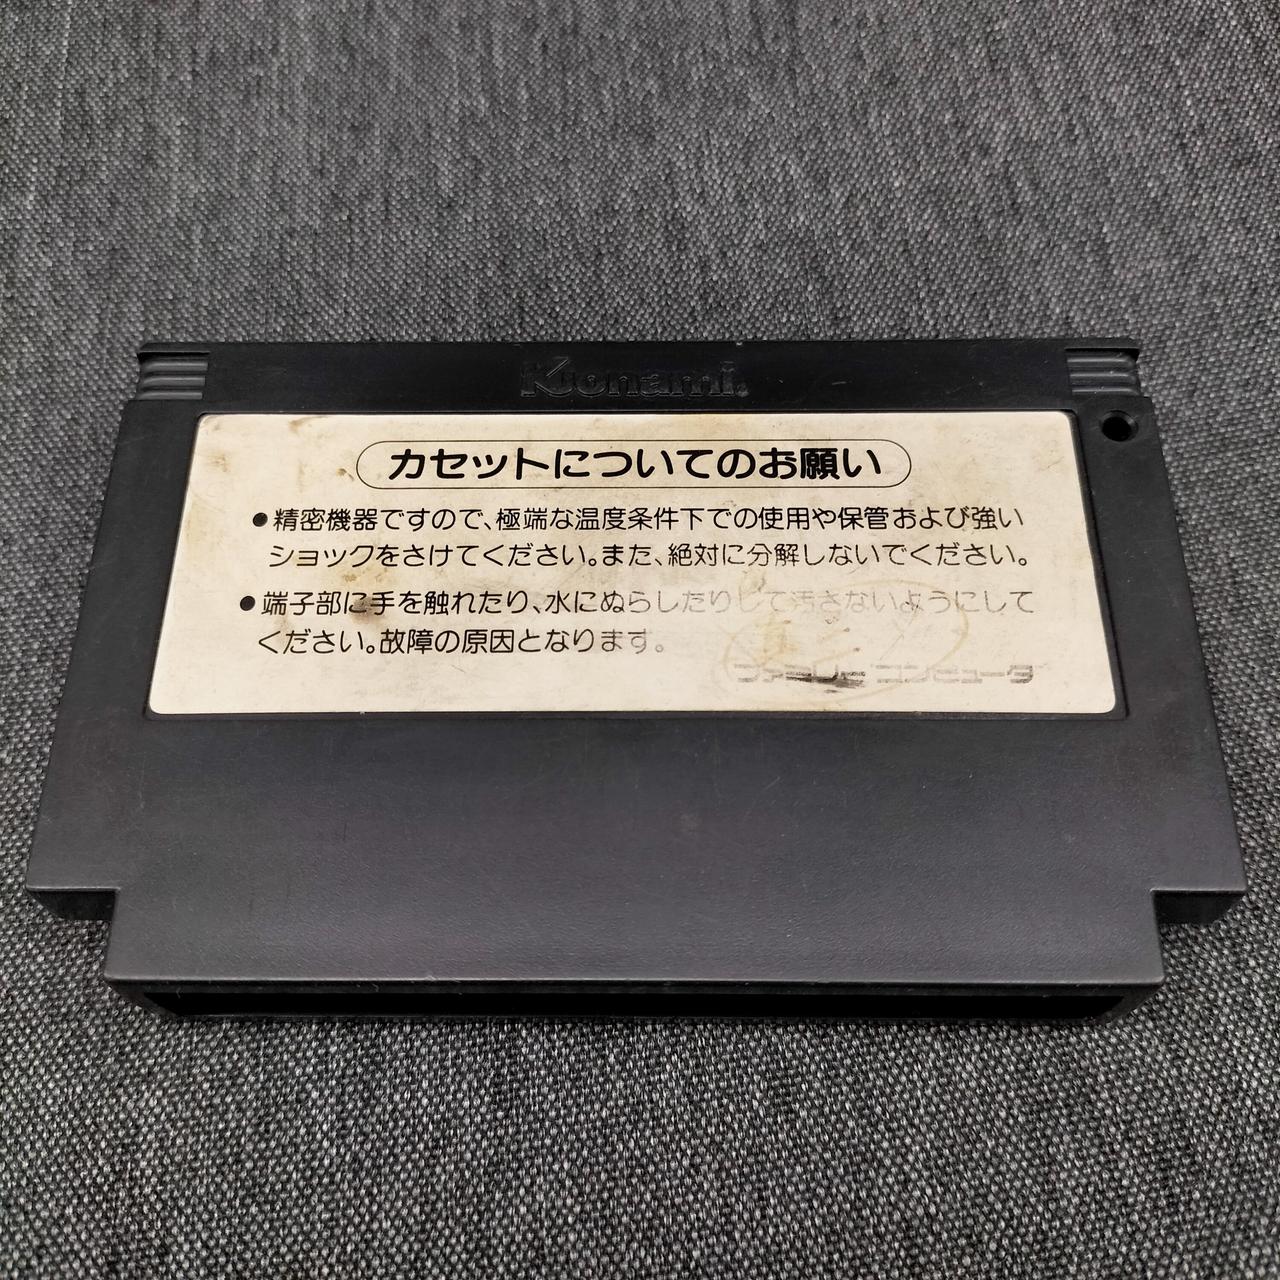 Konami
カセットについてのお願い
●精密機器ですので、極端な温度条件下での使用や保管および強い
ショックをさけてください。また、絶対に分解しないでください。
●端子部に手を触れたり、水にぬらしたりして汚さないようにして
ください。故障の原因となります。
ファミリーコンピュータ